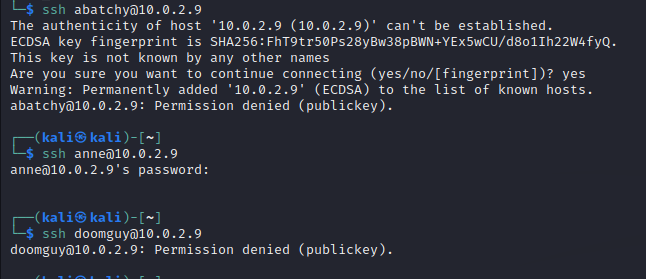 └─$ ssh abatchy@10.0.2.9
The authenticity of host '10.0.2.9 (10.0.2.9)' can't be established.
ECDSA key fingerprint is SHA256:FhT9tr50Ps28yBw38pBWN+YEx5wCU/d8o1Ih22W4fyQ.
This key is not known by any other names
Are you sure you want to continue connecting (yes/no/[fingerprint])? yes
Warning: Permanently added '10.0.2.9' (ECDSA) to the list of known hosts.
abatchy@10.0.2.9: Permission denied (publickey).
┌──(kali㉿kali)-[~]
└─$ ssh anne@10.0.2.9
anne@10.0.2.9's password:
┌──(kali㉿kali)-[~]
└─$ ssh doomguy@10.0.2.9
doomguy@10.0.2.9: Permission denied (publickey).